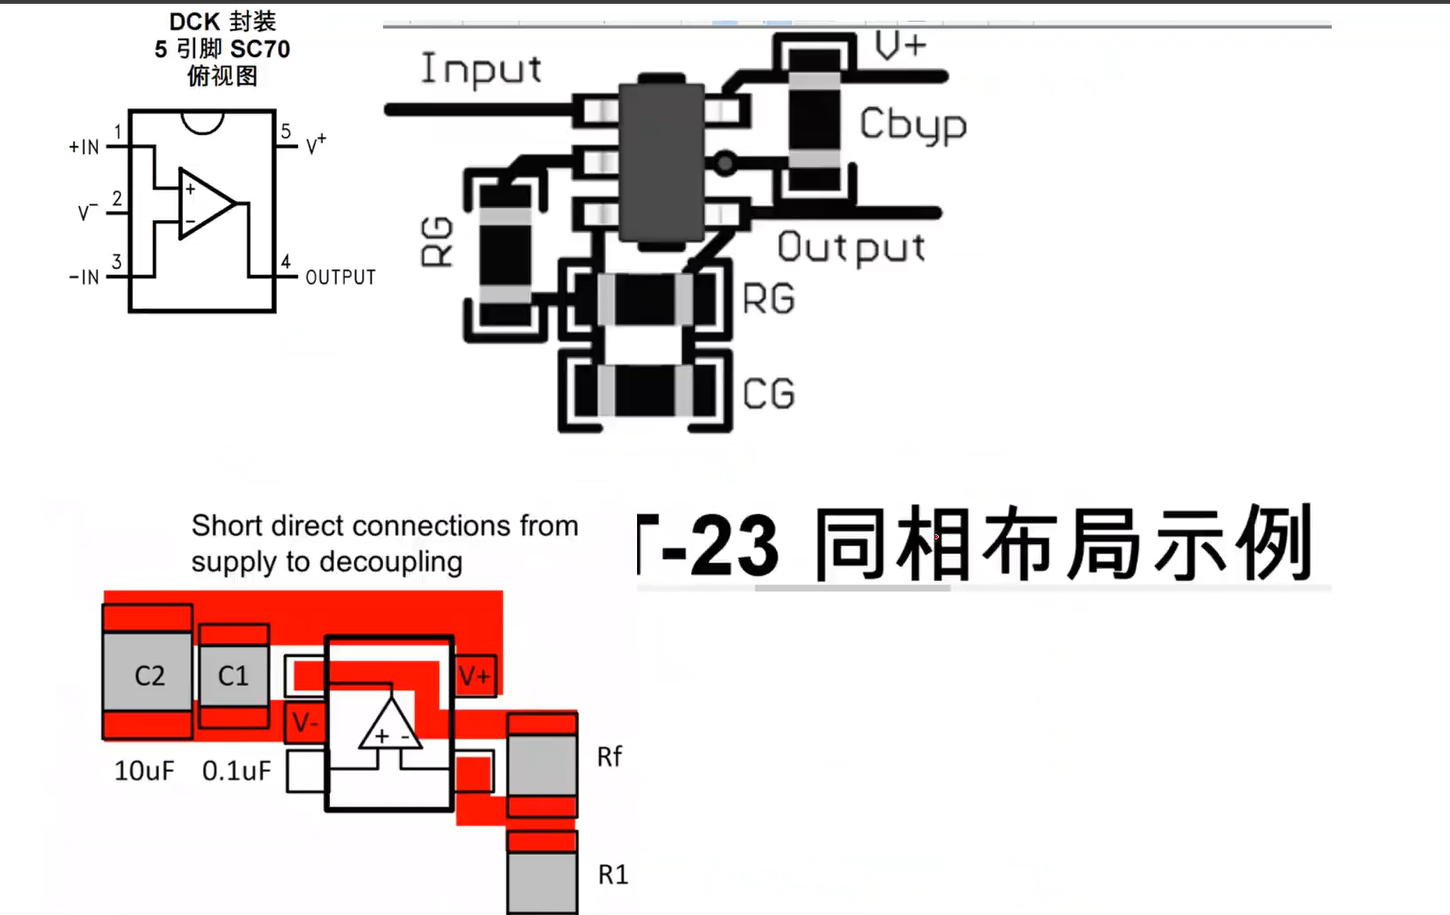 DCK 封装
5 引脚 SC70
俯视图
+IN 1
V- 2
-IN 3
5 V+
4 OUTPUT
+
-
Input
V+
Cbyp
RG
Output
RG
CG
Short direct connections from
supply to decoupling
C2
C1
V+
V-
+ -
10uF 0.1uF
Rf
R1
-23 同相布局示例